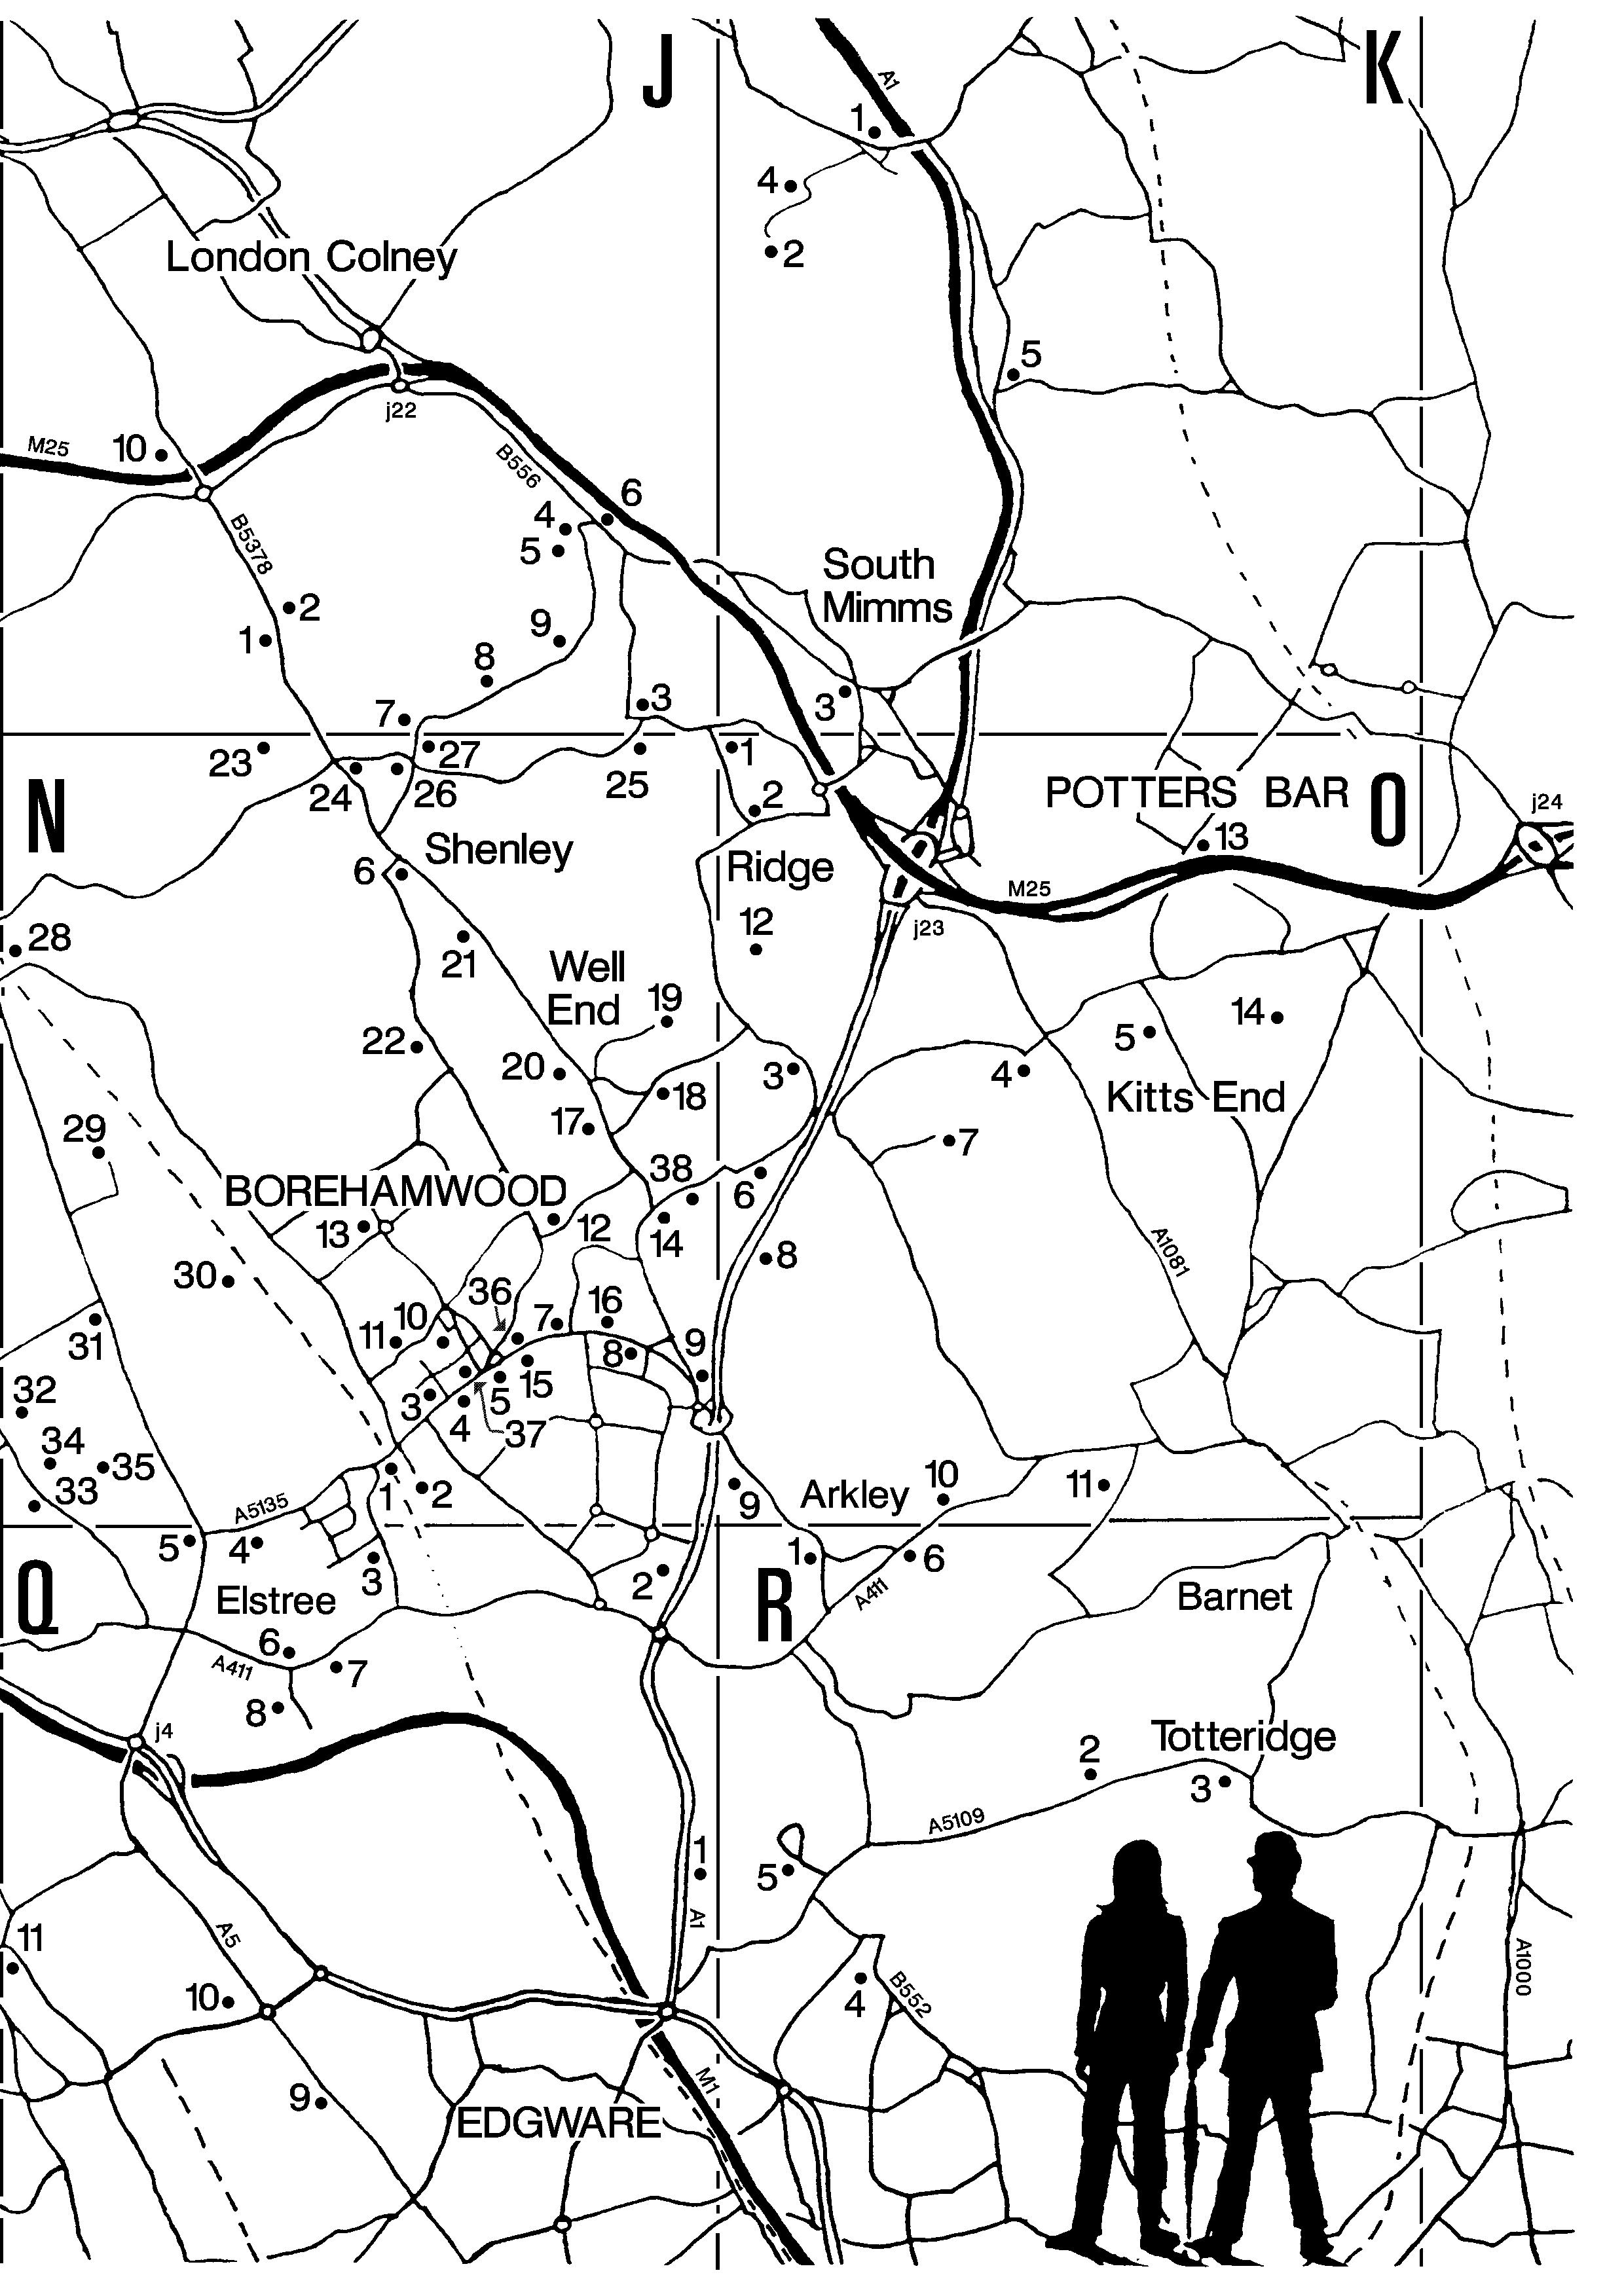 J
K
A1
1
4
2
London Colney
5
j22
M25
10
B556
6
4
5
B5378
South
Mimms
2
1
9
8
3
3
7
23
27
1
24
26
25
2
N
POTTERS BAR
O
j24
13
Shenley
6
Ridge
M25
12
j23
28
21
Well
End
19
14
22
5
20
3
4
18
Kitts End
17
29
7
38
BOREHAMWOOD
6
13
12
14
8
A1081
30
36
10
11
7
16
31
9
8
3
5
15
32
4
37
34
35
33
1
2
A5135
9
Arkley
10
11
5
4
1
6
3
2
Q
Elstree
R
A411
Barnet
6
A411
7
8
j4
2
Totteridge
3
A5109
1
5
A5
A1
11
10
4
B552
A1000
9
M1
EDGWARE